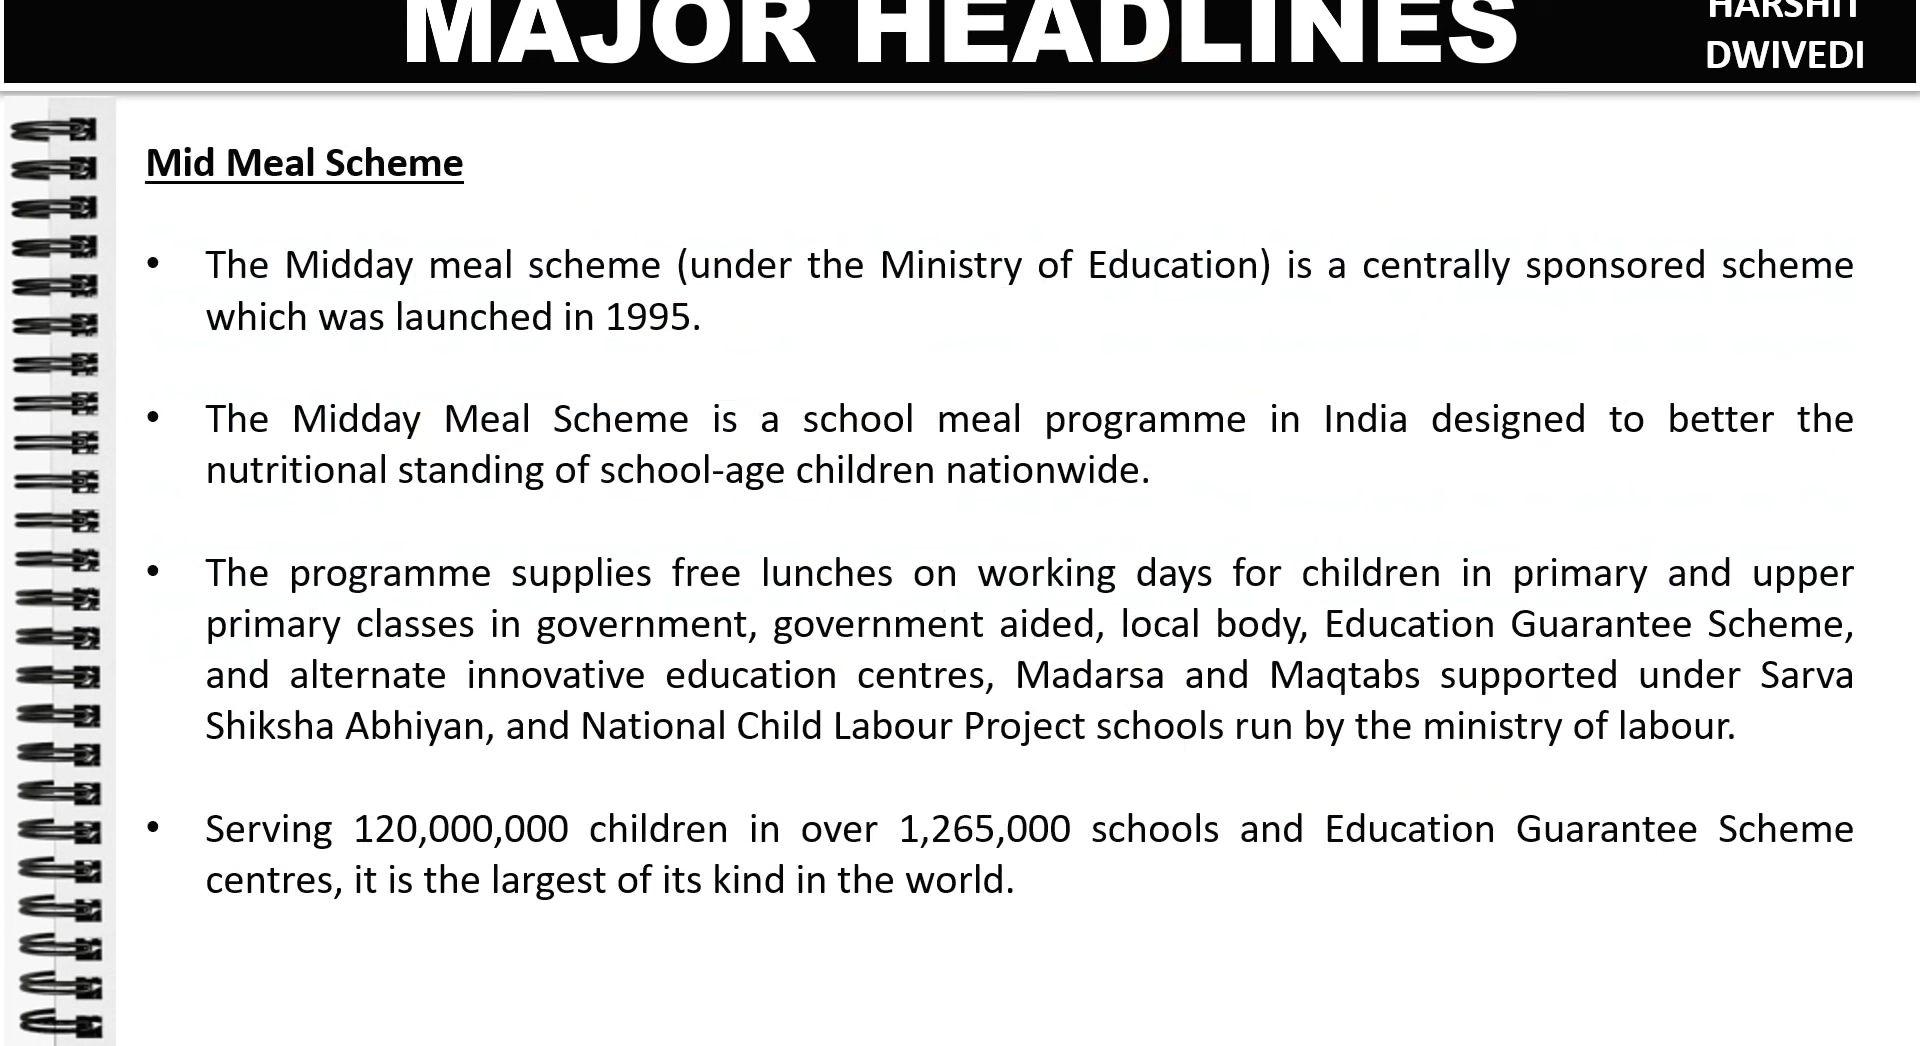 MAJOR HEADLINES
HARSHIT
DWIVEDI
Mid Meal Scheme
• The Midday meal scheme (under the Ministry of Education) is a centrally sponsored scheme
which was launched in 1995.
• The Midday Meal Scheme is a school meal programme in India designed to better the
nutritional standing of school-age children nationwide.
• The programme supplies free lunches on working days for children in primary and upper
primary classes in government, government aided, local body, Education Guarantee Scheme,
and alternate innovative education centres, Madarsa and Maqtabs supported under Sarva
Shiksha Abhiyan, and National Child Labour Project schools run by the ministry of labour.
• Serving 120,000,000 children in over 1,265,000 schools and Education Guarantee Scheme
centres, it is the largest of its kind in the world.